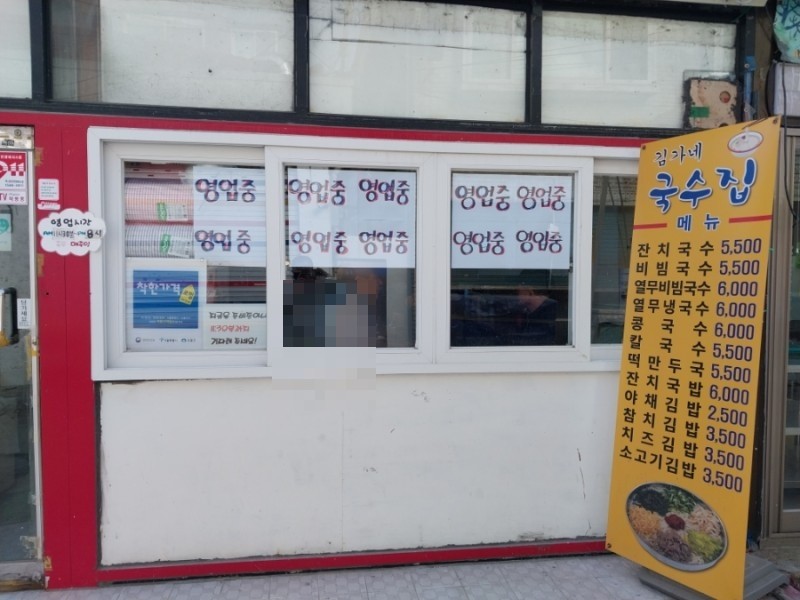 영업시간
영업중 영업중 영업중 영업중 영업중
영업중 영업중 영업중 영업중 영업중
착한가격
김가네
국수집
메뉴
잔치국수 5,500
비빔국수 5,500
열무비빔국수 6,000
열무냉국수 6,000
콩국수 6,000
칼국수 5,500
떡만두국 5,500
잔치국밥 6,000
야채김밥 2,500
참치김밥 3,500
치즈김밥 3,500
소고기김밥 3,500